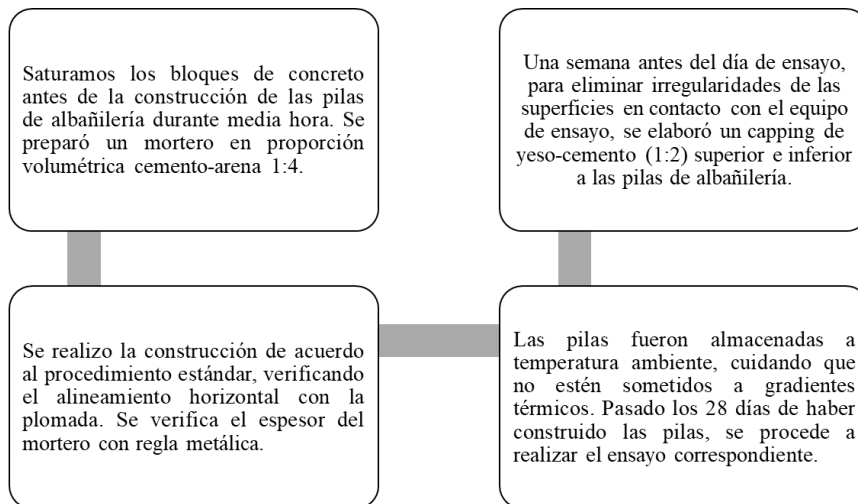 Saturamos los bloques de concreto
antes de la construcción de las pilas
de albañilería durante media hora. Se
preparó un mortero en proporción
volumétrica cemento-arena 1:4.
Se realizo la construcción de acuerdo
al procedimiento estándar, verificando
el alineamiento horizontal con la
plomada. Se verifica el espesor del
mortero con regla metálica.
Las pilas fueron almacenadas a
temperatura ambiente, cuidando que
no estén sometidos a gradientes
térmicos. Pasado los 28 días de haber
construido las pilas, se procede a
realizar el ensayo correspondiente.
Una semana antes del día de ensayo,
para eliminar irregularidades de las
superficies en contacto con el equipo
de ensayo, se elaboró un capping de
yeso-cemento (1:2) superior e inferior
a las pilas de albañilería.